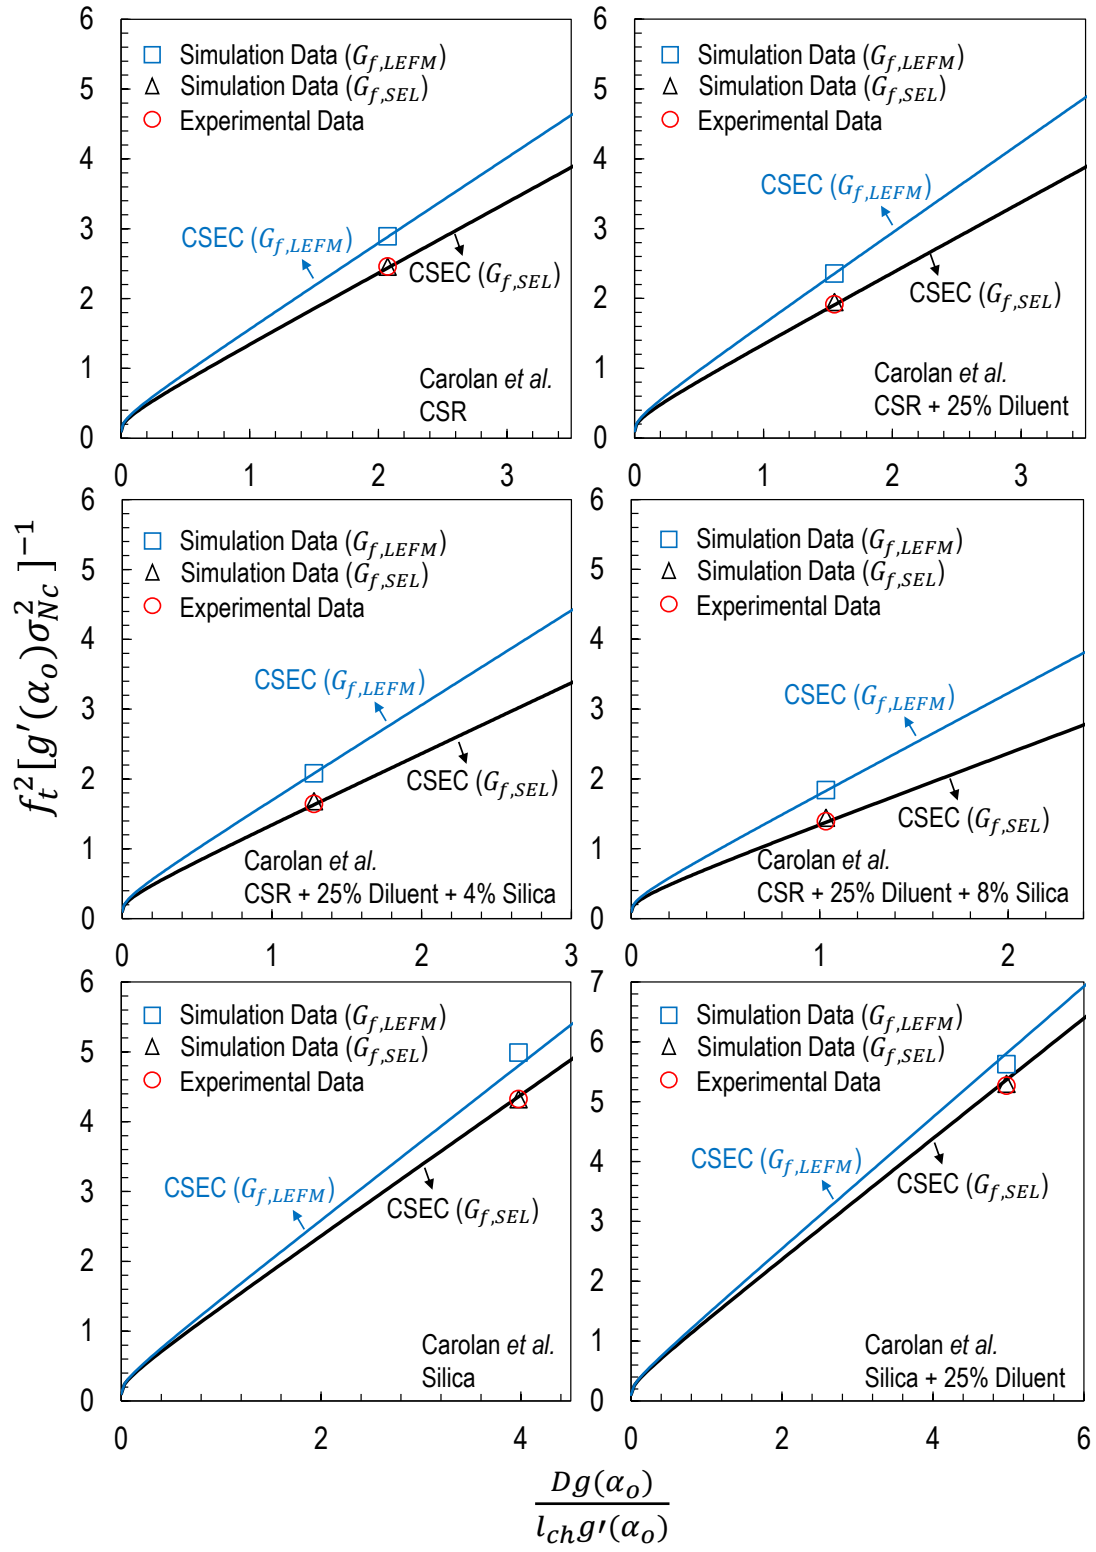 6
5
4
3
2
1
0
Simulation Data (G_{f,LEFM})
Simulation Data (G_{f,SEL})
Experimental Data
CSEC (G_{f,LEFM})
CSEC (G_{f,SEL})
Carolan et al.
CSR
0 1 2 3
6
5
4
3
2
1
0
Simulation Data (G_{f,LEFM})
Simulation Data (G_{f,SEL})
Experimental Data
CSEC (G_{f,LEFM})
CSEC (G_{f,SEL})
Carolan et al.
CSR + 25% Diluent
0 1 2 3
f_t^2[g'(α_o)σ_{Nc}^2]^{-1}
6
5
4
3
2
1
0
Simulation Data (G_{f,LEFM})
Simulation Data (G_{f,SEL})
Experimental Data
CSEC (G_{f,LEFM})
CSEC (G_{f,SEL})
Carolan et al.
CSR + 25% Diluent + 4% Silica
0 1 2 3
6
5
4
3
2
1
0
Simulation Data (G_{f,LEFM})
Simulation Data (G_{f,SEL})
Experimental Data
CSEC (G_{f,LEFM})
CSEC (G_{f,SEL})
Carolan et al.
CSR + 25% Diluent + 8% Silica
0 1 2
6
5
4
3
2
1
0
Simulation Data (G_{f,LEFM})
Simulation Data (G_{f,SEL})
Experimental Data
CSEC (G_{f,LEFM})
CSEC (G_{f,SEL})
Carolan et al.
Silica
0 2 4
7
6
5
4
3
2
1
0
Simulation Data (G_{f,LEFM})
Simulation Data (G_{f,SEL})
Experimental Data
CSEC (G_{f,LEFM})
CSEC (G_{f,SEL})
Carolan et al.
Silica + 25% Diluent
0 2 4 6
Dg(α_o)
l_{ch}g′(α_o)